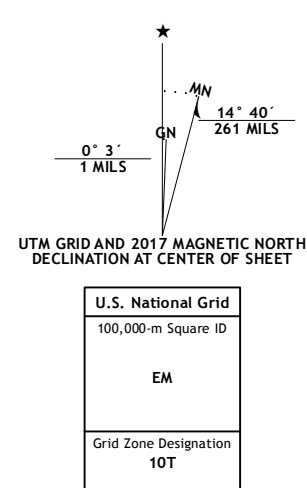 ★
MN
14° 40´
261 MILS
GN
0° 3´
1 MILS
UTM GRID AND 2017 MAGNETIC NORTH
DECLINATION AT CENTER OF SHEET
U.S. National Grid
100,000-m Square ID
EM
Grid Zone Designation
10T